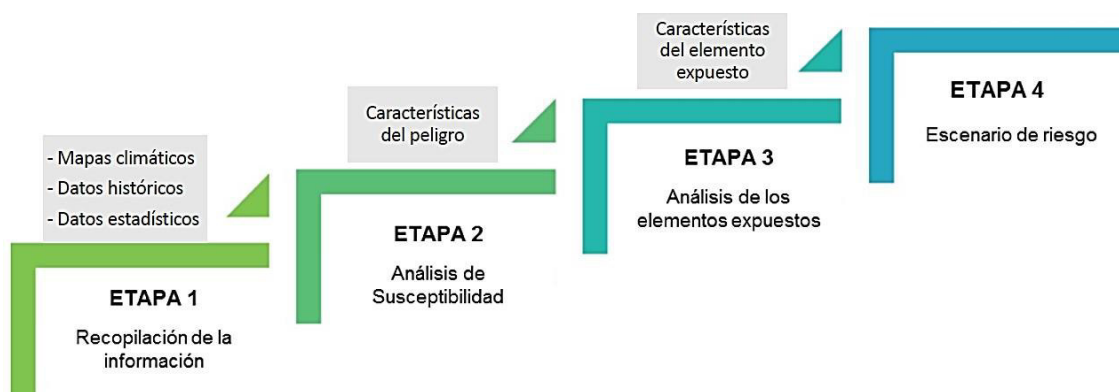 - Mapas climáticos
- Datos históricos
- Datos estadísticos
ETAPA 1
Recopilación de la
información
Características
del peligro
ETAPA 2
Análisis de
Susceptibilidad
Características
del elemento
expuesto
ETAPA 3
Análisis de los
elementos expuestos
ETAPA 4
Escenario de riesgo